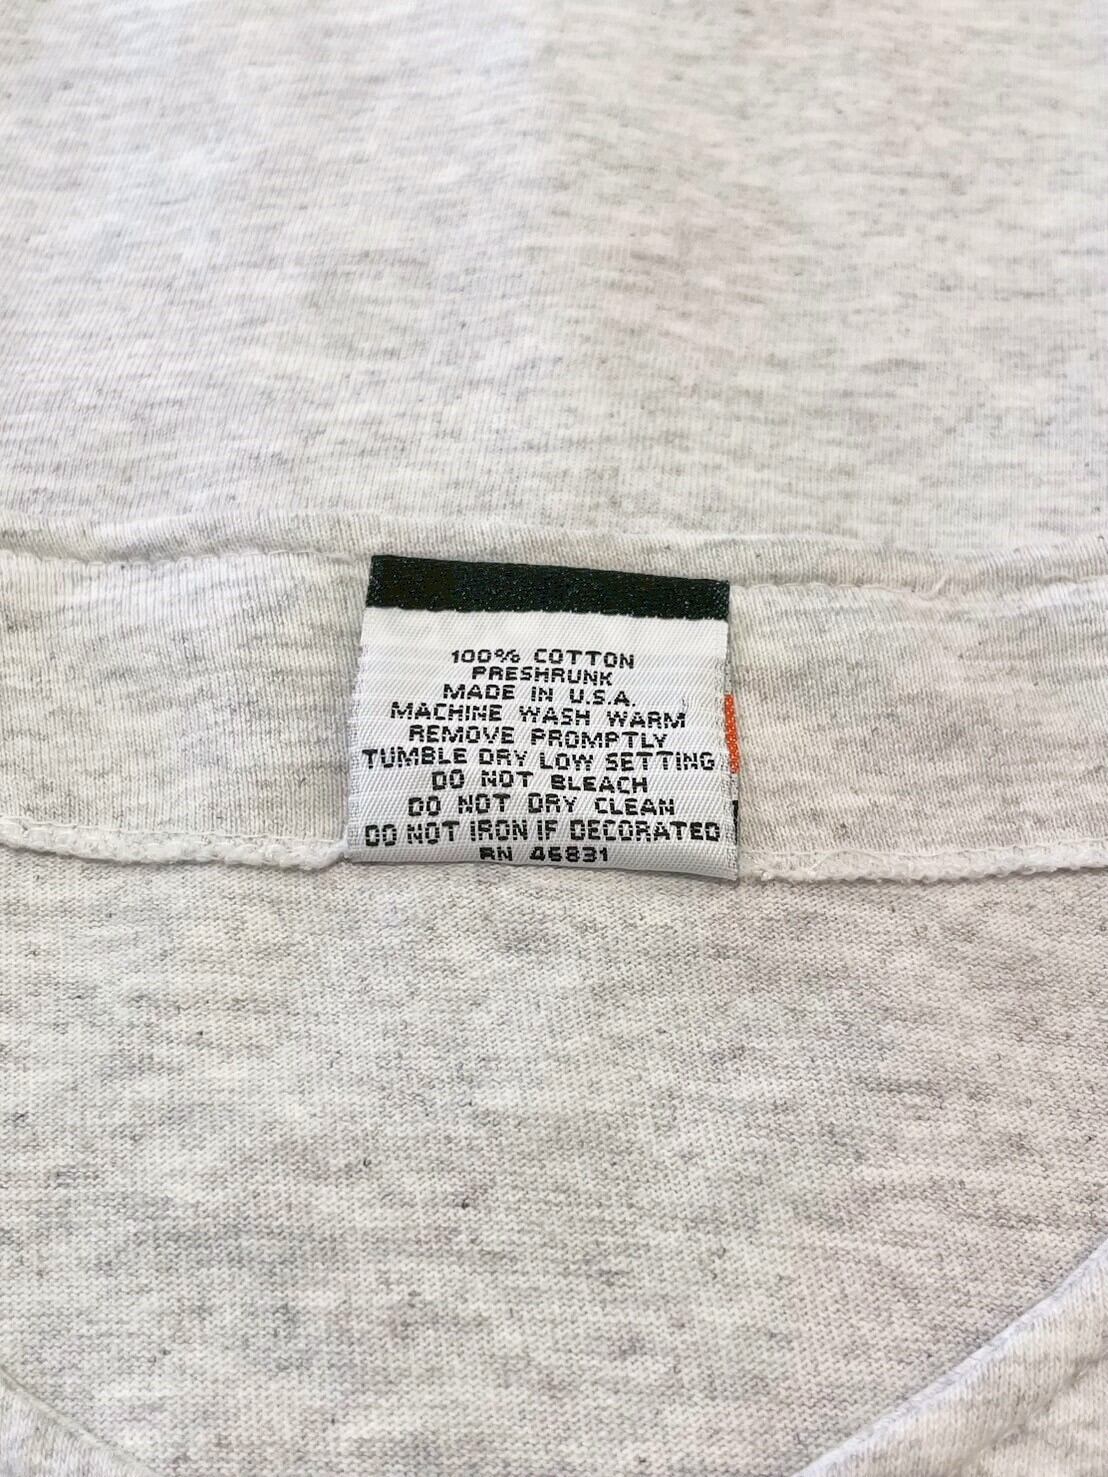 100% COTTON
PRESHRUNK
MADE IN U.S.A.
MACHINE WASH WARM
REMOVE PROMPTLY
TUMBLE DRY LOW SETTING
DO NOT BLEACH
DO NOT DRY CLEAN
DO NOT IRON IF DECORATED
RN 46831